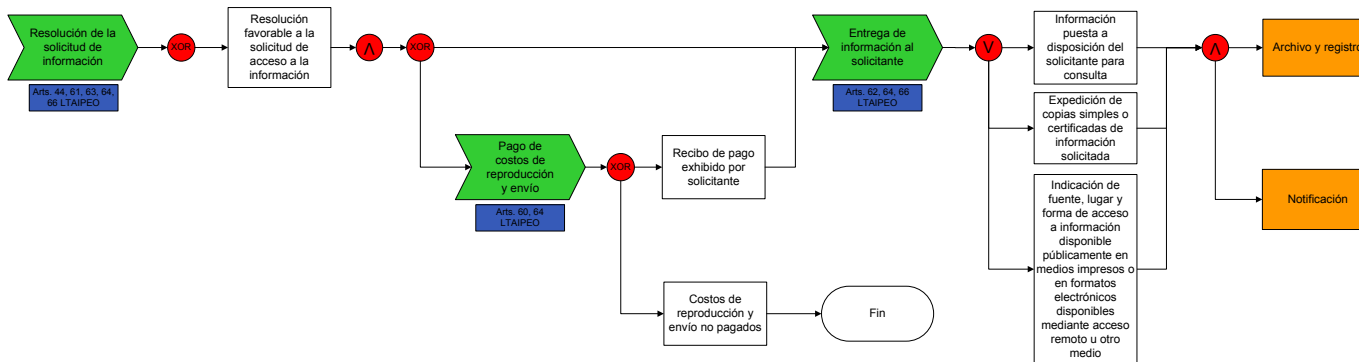 Resolución de la
solicitud de
información
Arts. 44, 61, 63, 64,
66 LTAIPEO
XOR
Resolución
favorable a la
solicitud de
acceso a la
información
Λ
XOR
Entrega de
información al
solicitante
Arts. 62, 64, 66
LTAIPEO
V
Información
puesta a
disposición del
solicitante para
consulta
Λ
Archivo y registro
Expedición de
copias simples o
certificadas de
información
solicitada
Pago de
costos de
reproducción
y envío
Arts. 60, 64
LTAIPEO
XOR
Recibo de pago
exhibido por
solicitante
Indicación de
fuente, lugar y
forma de acceso
a información
disponible
públicamente en
medios impresos o
en formatos
electrónicos
disponibles
mediante acceso
remoto u otro
medio
Notificación
Costos de
reproducción y
envío no pagados
Fin